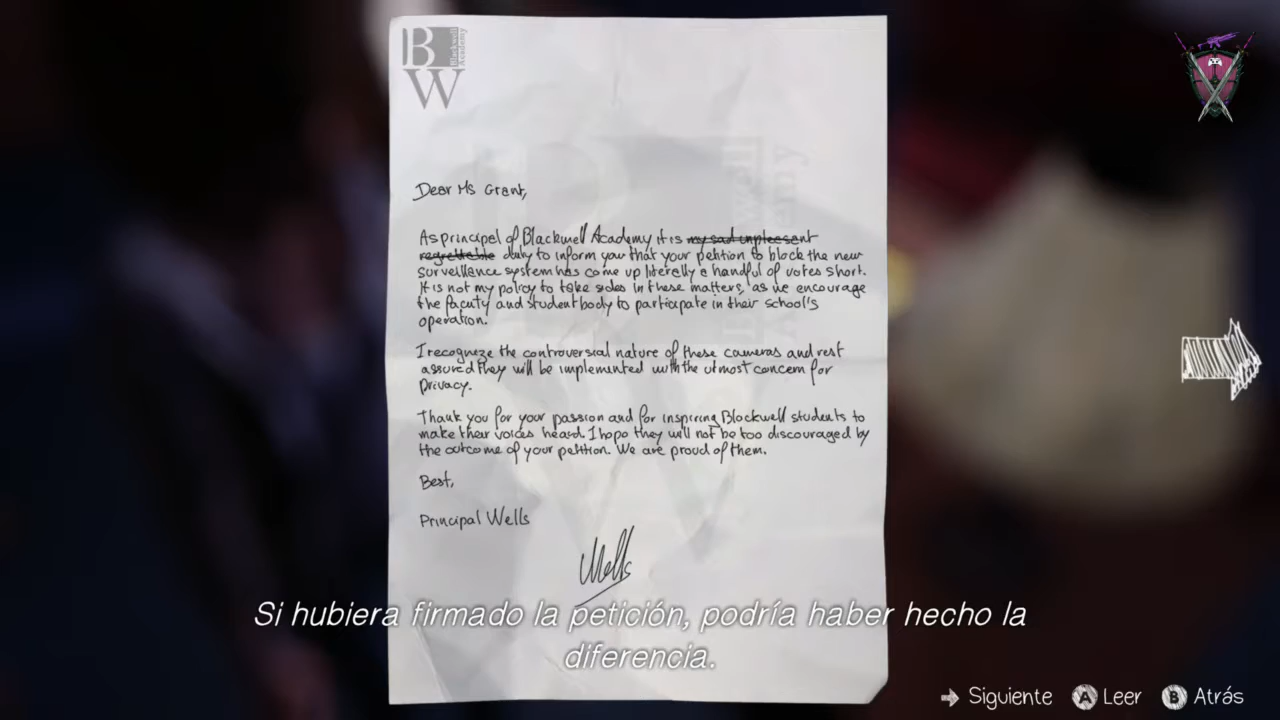 B
W
Blackwell
Academy
Dear Ms Grant,
As principel of Blackwell Academy it is my sad unpleesent
regrettable duty to inform you that your petition to block the new
surveillance system has come up literally a handful of votes short.
It is not my policy to take sides in these matters, as we encourage
the faculty and student body to participate in their school's
operation.
I recogneze the controversial nature of these cameras and rest
assured they will be implemented with the utmost concern for
privacy.
Thank you for your passion and for inspiring Blockwell students to
make their voices heard. I hope they will not be too discouraged by
the outcome of your petition. We are proud of them.
Best,
Principal Wells
Wells
Si hubiera firmado la petición, podría haber hecho la
diferencia.
Siguiente A Leer B Atrás